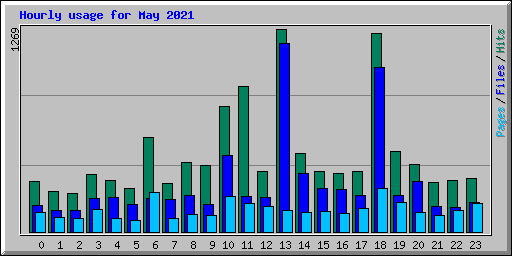 Hourly usage for May 2021
1269
Pages/Files/Hits
0 1 2 3 4 5 6 7 8 9 10 11 12 13 14 15 16 17 18 19 20 21 22 23